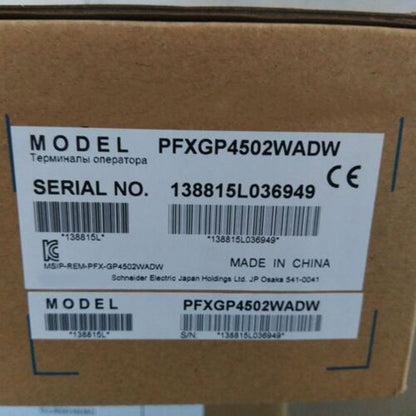 MODEL PFXGP4502WADW
Терминалы оператора
SERIAL NO. 138815L036949
CE
*138815L* *138815L036949*
MSIP-REM-PFX-GP4502WADW
MADE IN CHINA
Schneider Electric Japan Holdings Ltd. JP Osaka 541-0041
MODEL PFXGP4502WADW
*138815L* S/N: *138815L036949*